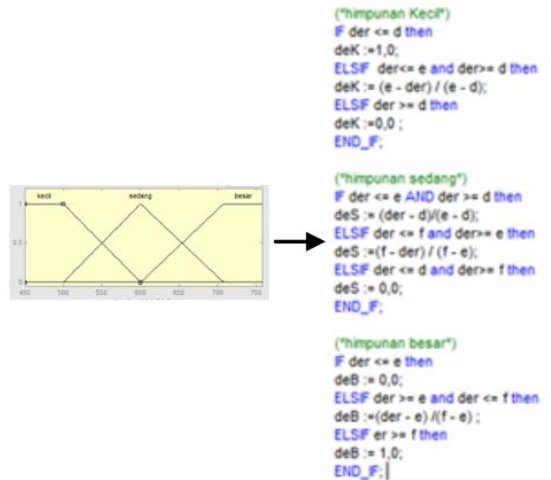 kecil sedang besar
1
0.5
0
450 500 550 600 650 700 750
("himpunan Kecil")
IF der <= d then
deK :=1,0;
ELSIF der<= e and der>= d then
deK := (e - der) / (e - d);
ELSIF der >= d then
deK :=0,0 ;
END_IF;
("himpunan sedang")
IF der <= e AND der >= d then
deS := (der - d)/(e - d);
ELSIF der <= f and der>= e then
deS :=(f - der) / (f - e);
ELSIF der <= d and der>= f then
deS := 0,0;
END_IF;
("himpunan besar")
IF der <= e then
deB := 0,0;
ELSIF der >= e and der <= f then
deB :=(der - e) /(f - e) ;
ELSIF er >= f then
deB := 1,0;
END_IF;